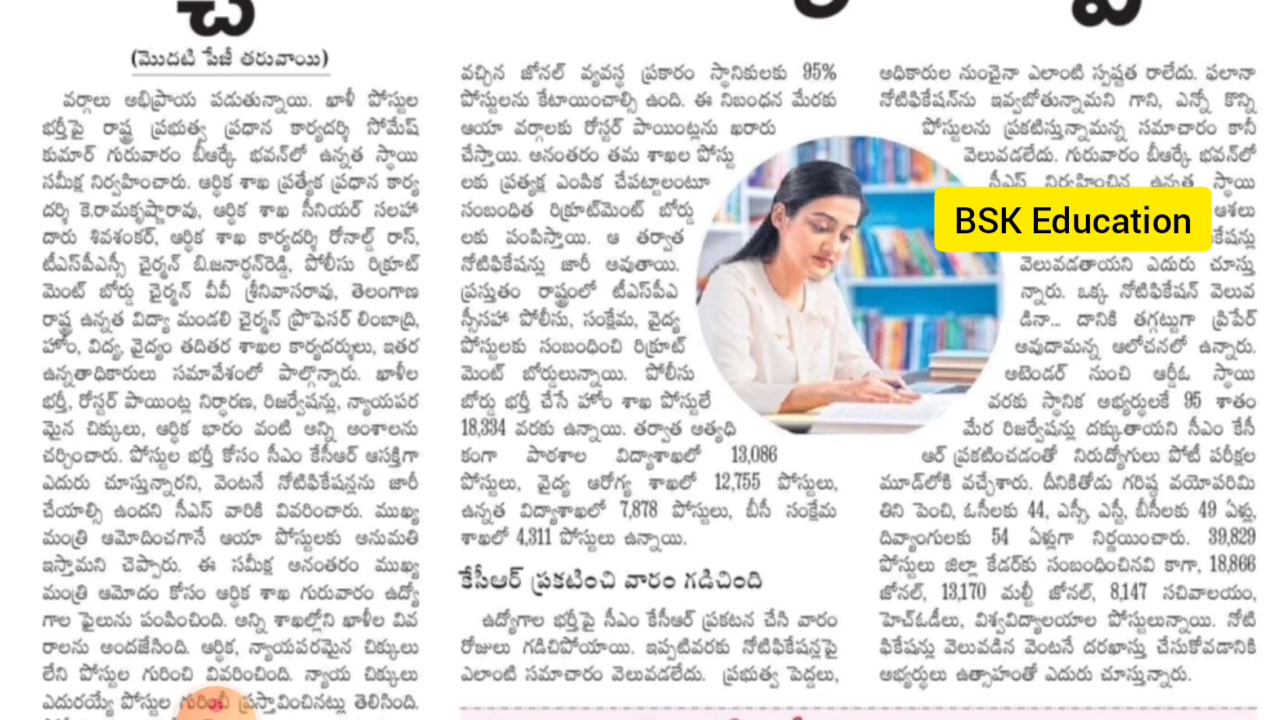 (మొదటి పేజీ తరువాయి)
వర్గాలు అభిప్రాయ పడుతున్నాయి. ఖాళీ పోస్టుల
భర్తీపై రాష్ట్ర ప్రభుత్వ ప్రధాన కార్యదర్శి సోమేష్
కుమార్ గురువారం బీఆర్కే భవన్‌లో ఉన్నత స్థాయి
సమీక్ష నిర్వహించారు. ఆర్థిక శాఖ ప్రత్యేక ప్రధాన కార్య
దర్శి కె.రామకృష్ణారావు, ఆర్థిక శాఖ సీనియర్ సలహా
దారు శివశంకర్, ఆర్థిక శాఖ కార్యదర్శి రోనాల్డ్ రాస్,
టీఎస్‌పీఎస్సీ చైర్మన్ బి.జనార్థన్‌రెడ్డి, పోలీసు రిక్రూట్
మెంట్ బోర్డు చైర్మన్ వీవీ శ్రీనివాసరావు, తెలంగాణ
రాష్ట్ర ఉన్నత విద్యా మండలి చైర్మన్ ప్రొఫెసర్ లింబాద్రి,
హోం, విద్య, వైద్యం తదితర శాఖల కార్యదర్శులు, ఇతర
ఉన్నతాధికారులు సమావేశంలో పాల్గొన్నారు. ఖాళీల
భర్తీ, రోస్టర్ పాయింట్ల నిర్ధారణ, రిజర్వేషన్లు, న్యాయపర
మైన చిక్కులు, ఆర్థిక భారం వంటి అన్ని అంశాలను
చర్చించారు. పోస్టుల భర్తీ కోసం సీఎం కేసీఆర్ ఆసక్తిగా
ఎదురు చూస్తున్నారని, వెంటనే నోటిఫికేషన్లను జారీ
చేయాల్సి ఉందని సీఎస్ వారికి వివరించారు. ముఖ్య
మంత్రి ఆమోదించగానే ఆయా పోస్టులకు అనుమతి
ఇస్తామని చెప్పారు. ఈ సమీక్ష అనంతరం ముఖ్య
మంత్రి ఆమోదం కోసం ఆర్థిక శాఖ గురువారం ఉద్యో
గాల ఫైలును పంపించింది. అన్ని శాఖల్లోని ఖాళీల వివ
రాలను అందజేసింది. ఆర్థిక, న్యాయపరమైన చిక్కులు
లేని పోస్టుల గురించి వివరించింది. న్యాయ చిక్కులు
ఎదురయ్యే పోస్టుల గురించీ ప్రస్తావించినట్లు తెలిసింది.
వచ్చిన జోనల్ వ్యవస్థ ప్రకారం స్థానికులకు 95%
పోస్టులను కేటాయించాల్సి ఉంది. ఈ నిబంధన మేరకు
ఆయా వర్గాలకు రోస్టర్ పాయింట్లను ఖరారు
చేస్తాయి. అనంతరం తమ శాఖల పోస్టు
లకు ప్రత్యక్ష ఎంపిక చేపట్టాలంటూ
సంబంధిత రిక్రూట్‌మెంట్ బోర్డు
లకు పంపిస్తాయి. ఆ తర్వాత
నోటిఫికేషన్లు జారీ అవుతాయి.
ప్రస్తుతం రాష్ట్రంలో టీఎస్‌పీఎ
స్సీసహా పోలీసు, సంక్షేమ, వైద్య
పోస్టులకు సంబంధించి రిక్రూట్
మెంట్ బోర్డులున్నాయి. పోలీసు
బోర్డు భర్తీ చేసే హోం శాఖ పోస్టులే
18,334 వరకు ఉన్నాయి. తర్వాత అత్యధి
కంగా పాఠశాల విద్యాశాఖలో 13,086
పోస్టులు, వైద్య ఆరోగ్య శాఖలో 12,755 పోస్టులు,
ఉన్నత విద్యాశాఖలో 7,878 పోస్టులు, బీసీ సంక్షేమ
శాఖలో 4,311 పోస్టులు ఉన్నాయి.
కేసీఆర్ ప్రకటించి వారం గడిచింది
ఉద్యోగాల భర్తీపై సీఎం కేసీఆర్ ప్రకటన చేసి వారం
రోజులు గడిచిపోయాయి. ఇప్పటివరకు నోటిఫికేషన్లపై
ఎలాంటి సమాచారం వెలువడలేదు. ప్రభుత్వ పెద్దలు,
అధికారుల నుంచైనా ఎలాంటి స్పష్టత రాలేదు. ఫలానా
నోటిఫికేషన్‌ను ఇవ్వబోతున్నామని గాని, ఎన్నో కొన్ని
పోస్టులను ప్రకటిస్తున్నామన్న సమాచారం కానీ
వెలువడలేదు. గురువారం బీఆర్కే భవన్‌లో
సీఎస్ నిర్వహించిన ఉన్నత స్థాయి
ఆశలు
BSK Education
కేషన్లు
వెలువడతాయని ఎదురు చూస్తు
న్నారు. ఒక్క నోటిఫికేషన్ వెలువ
డినా... దానికి తగ్గట్టుగా ప్రిపేర్
అవుదామన్న ఆలోచనలో ఉన్నారు.
అటెండర్ నుంచి ఆర్డీఓ స్థాయి
వరకు స్థానిక అభ్యర్థులకే 95 శాతం
మేర రిజర్వేషన్లు దక్కుతాయని సీఎం కేసీ
ఆర్ ప్రకటించడంతో నిరుద్యోగులు పోటీ పరీక్షల
మూడ్‌లోకి వచ్చేశారు. దీనికితోడు గరిష్ఠ వయోపరిమి
తిని పెంచి, ఓసీలకు 44, ఎస్సీ, ఎస్టీ, బీసీలకు 49 ఏళ్లు,
దివ్యాంగులకు 54 ఏళ్లుగా నిర్ణయించారు. 39,829
పోస్టులు జిల్లా కేడర్‌కు సంబంధించినవి కాగా, 18,866
జోనల్, 13,170 మల్టీ జోనల్, 8,147 సచివాలయం,
హెచ్‌ఓడీలు, విశ్వవిద్యాలయాల పోస్టులున్నాయి. నోటి
ఫికేషన్లు వెలువడిన వెంటనే దరఖాస్తు చేసుకోవడానికి
అభ్యర్థులు ఉత్సాహంతో ఎదురు చూస్తున్నారు.